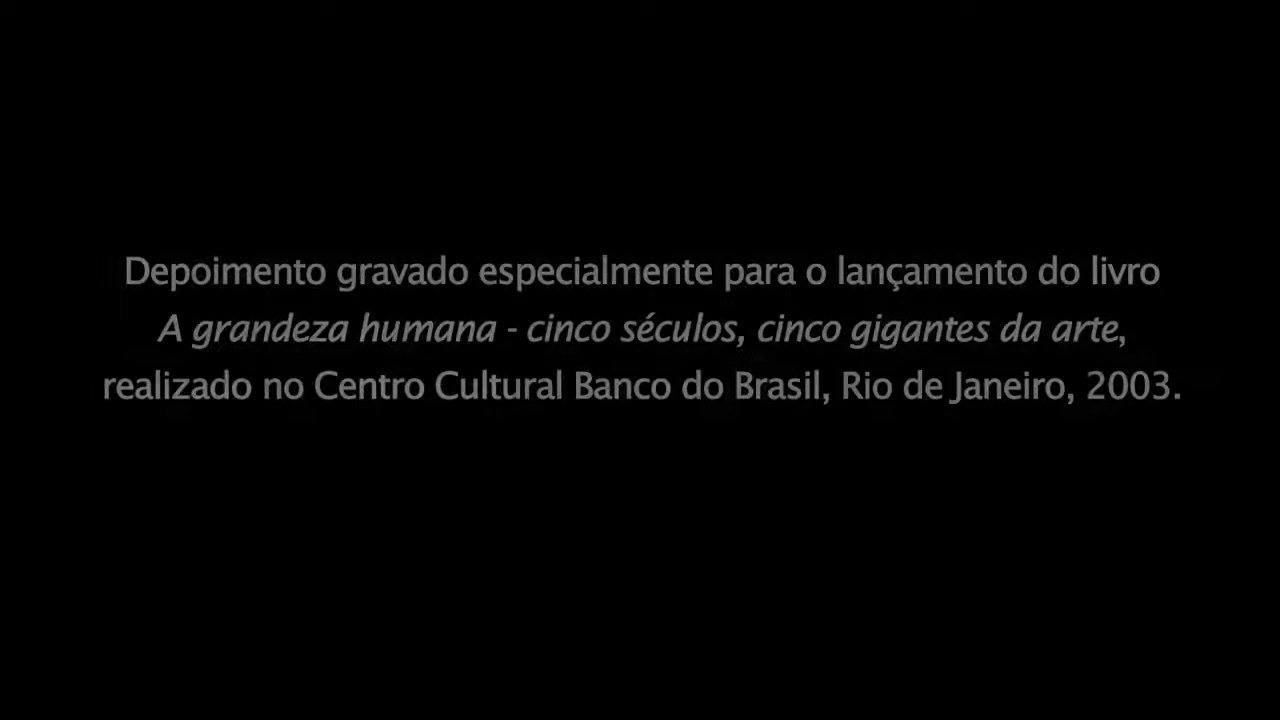 Depoimento gravado especialmente para o lançamento do livro
A grandeza humana - cinco séculos, cinco gigantes da arte,
realizado no Centro Cultural Banco do Brasil, Rio de Janeiro, 2003.